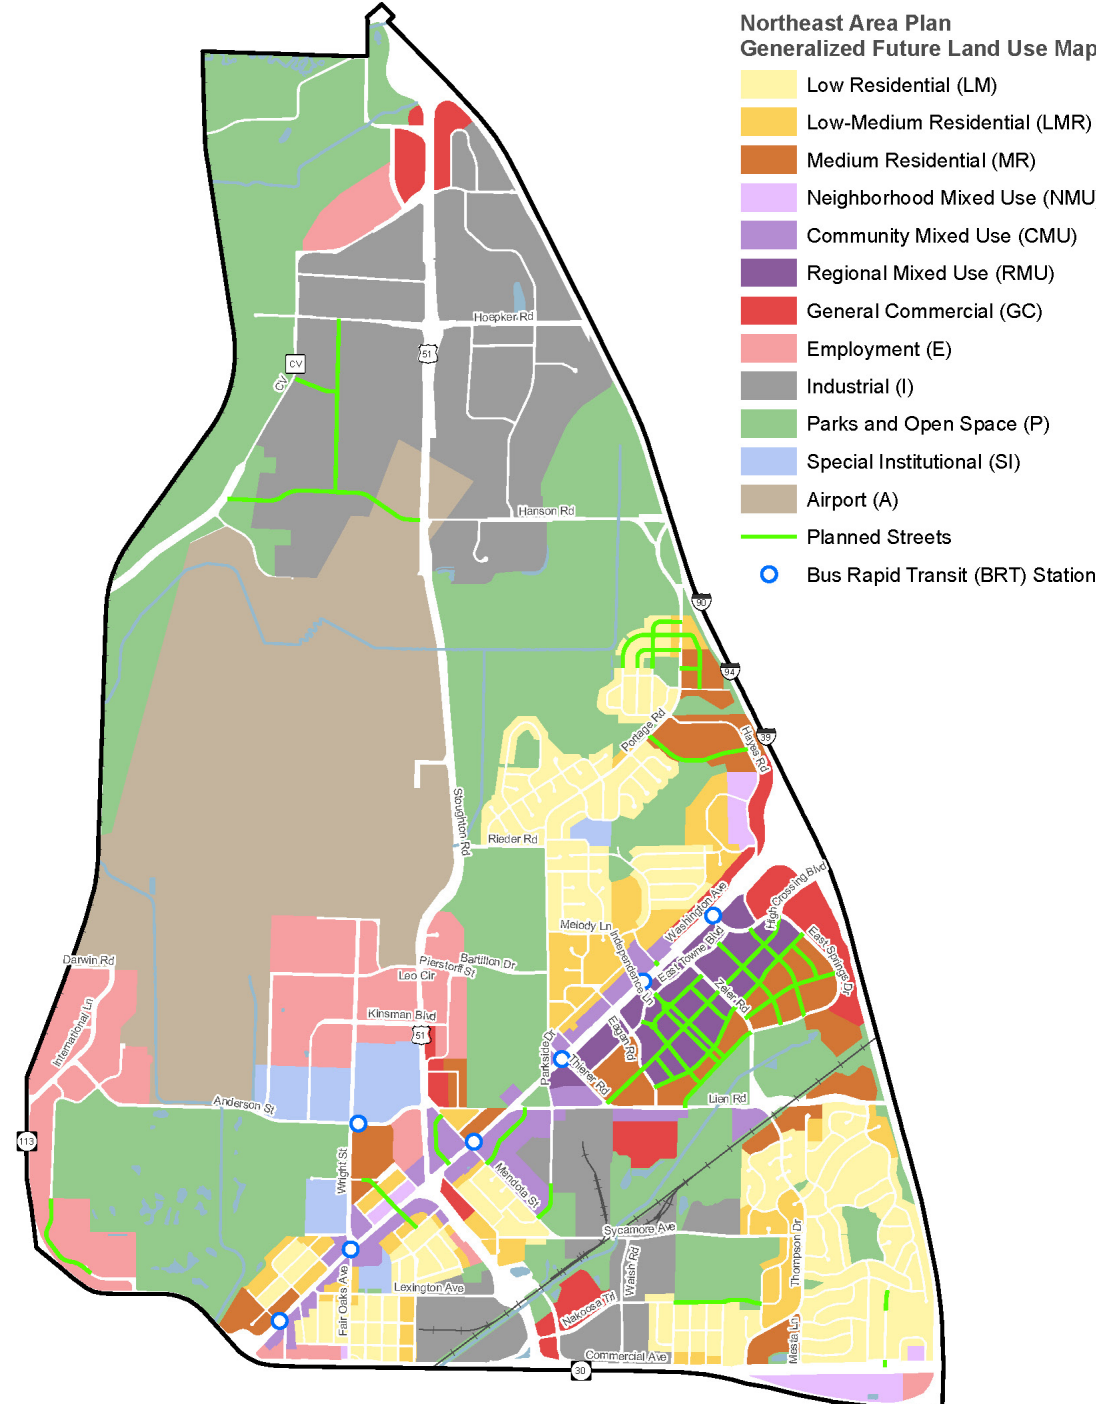 Northeast Area Plan
Generalized Future Land Use Map
Low Residential (LM)
Low-Medium Residential (LMR)
Medium Residential (MR)
Neighborhood Mixed Use (NMU
Community Mixed Use (CMU)
Regional Mixed Use (RMU)
General Commercial (GC)
Employment (E)
Industrial (I)
Parks and Open Space (P)
Special Institutional (SI)
Airport (A)
Planned Streets
Bus Rapid Transit (BRT) Station
Hoepker Rd
51
CV
CV
Hanson Rd
90
94
Portage Rd
39
Hayes Rd
Stoughton Rd
Rieder Rd
High Crossing Blvd
Washington Ave
Melody Ln
Independence Ln
East Towne Blvd
East Springs Dr
Darwin Rd
Pierstorff St
Bartillon Dr
Leo Cir
Zeier Rd
International Ln
Kinsman Blvd
51
Eagan Rd
Parkside Dr
Thierer Rd
Anderson St
Lien Rd
113
Wright St
Mendota St
Sycamore Ave
Thompson Dr
Walsh Rd
Lexington Ave
Fair Oaks Ave
Nakoosa Trl
Mosta Ln
Commercial Ave
30